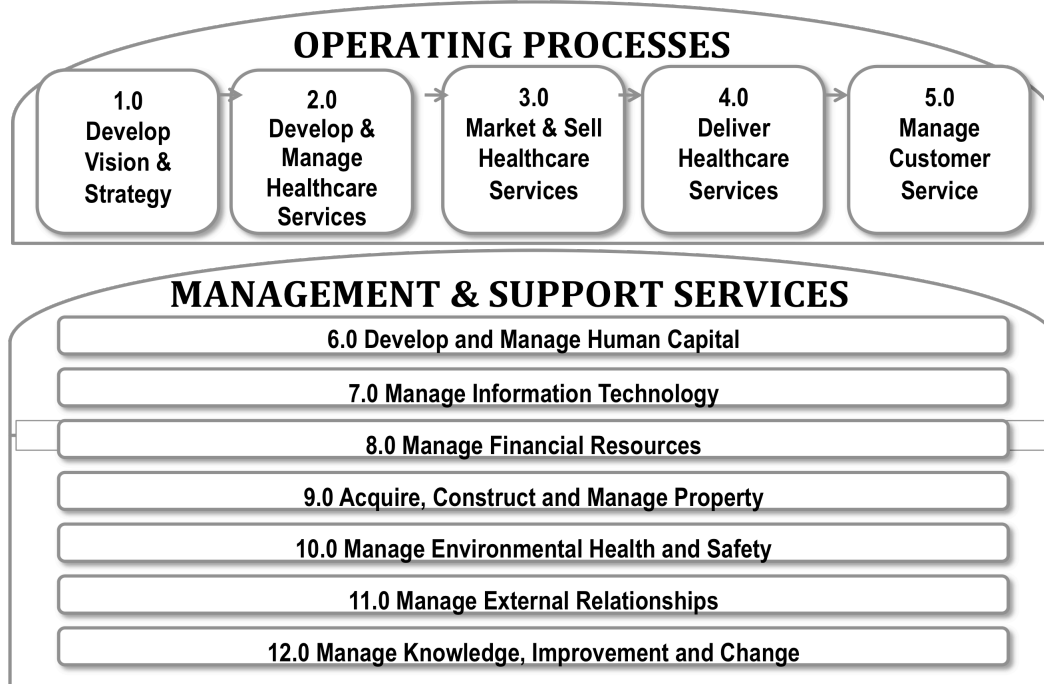 OPERATING PROCESSES
1.0
Develop
Vision &
Strategy
2.0
Develop &
Manage
Healthcare
Services
3.0
Market & Sell
Healthcare
Services
4.0
Deliver
Healthcare
Services
5.0
Manage
Customer
Service
MANAGEMENT & SUPPORT SERVICES
6.0 Develop and Manage Human Capital
7.0 Manage Information Technology
8.0 Manage Financial Resources
9.0 Acquire, Construct and Manage Property
10.0 Manage Environmental Health and Safety
11.0 Manage External Relationships
12.0 Manage Knowledge, Improvement and Change